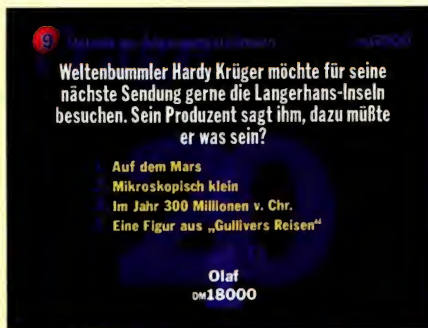 9
Weltenbummler Hardy Krüger möchte für seine
nächste Sendung gerne die Langerhans-Inseln
besuchen. Sein Produzent sagt ihm, dazu müßte
er was sein?
Auf dem Mars
Mikroskopisch klein
Im Jahr 300 Millionen v. Chr.
Eine Figur aus „Gullivers Reisen“
Olaf
DM18000